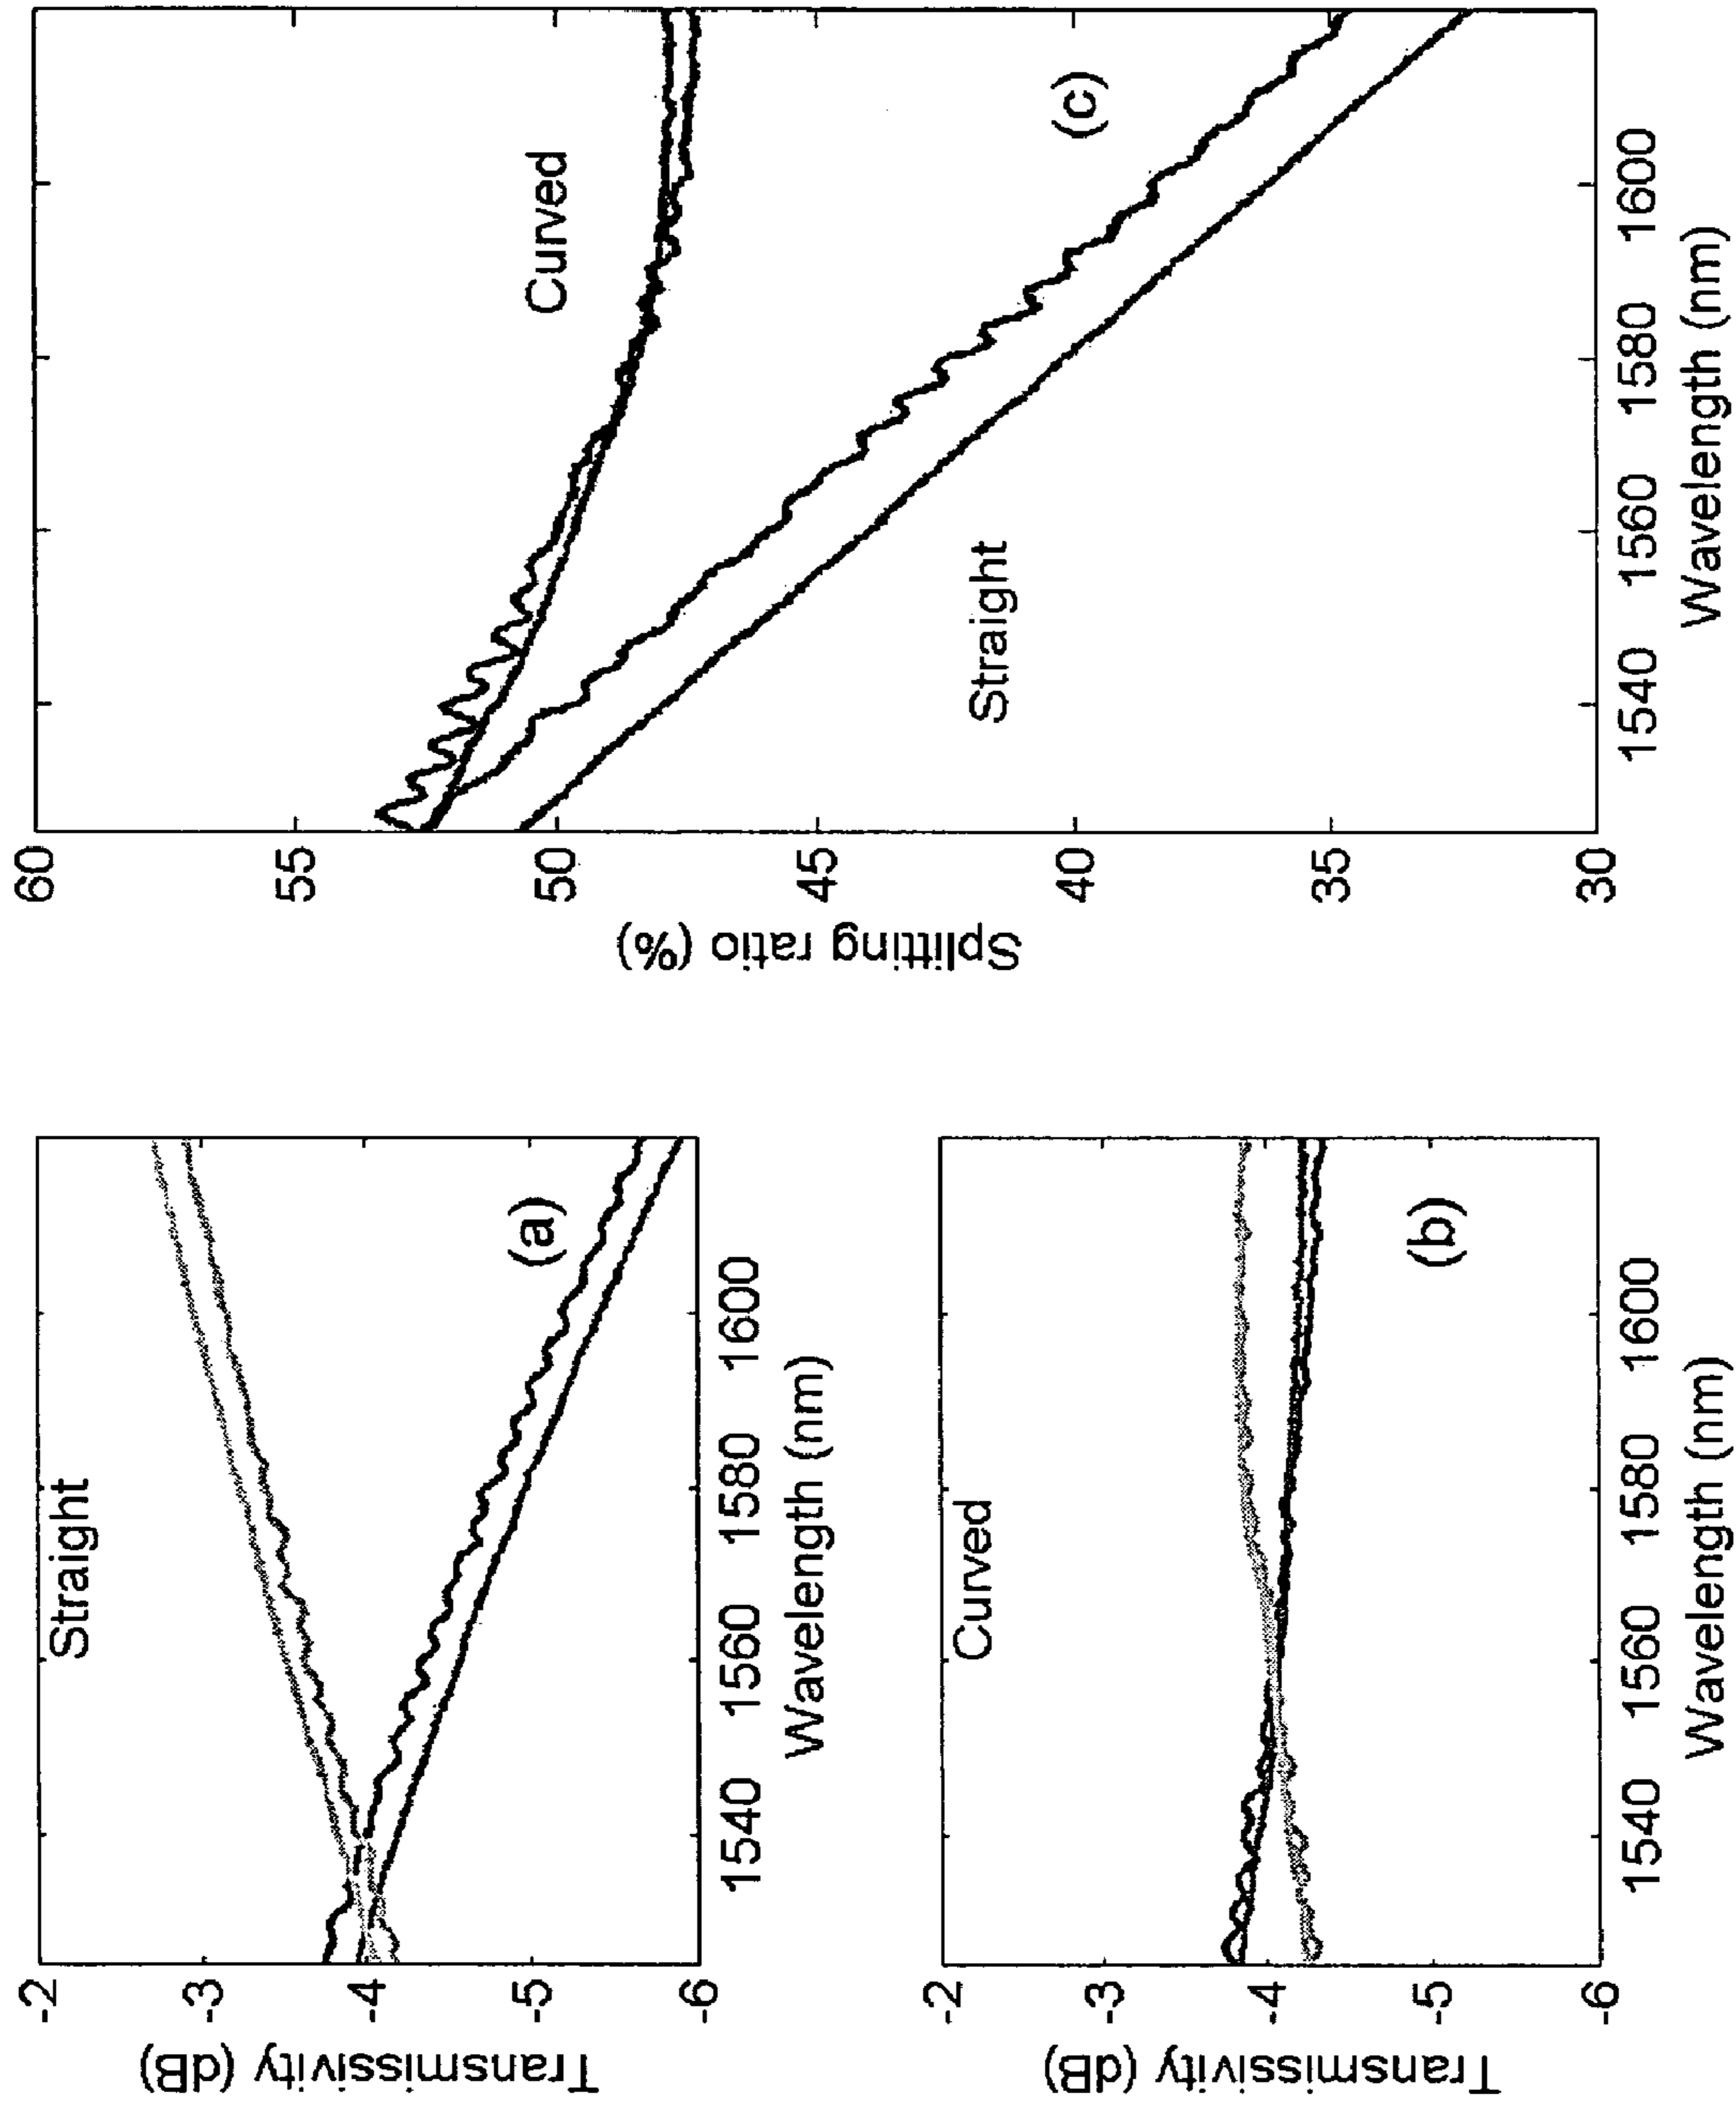 Straight
(a)
-2
-3
-4
-5
-6
Transmissivity (dB)
1540 1560 1580 1600
Wavelength (nm)
Curved
(b)
-2
-3
-4
-5
-6
Transmissivity (dB)
1540 1560 1580 1600
Wavelength (nm)
Curved
(c)
Straight
60
55
50
45
40
35
30
Splitting ratio (%)
1540 1560 1580 1600
Wavelength (nm)